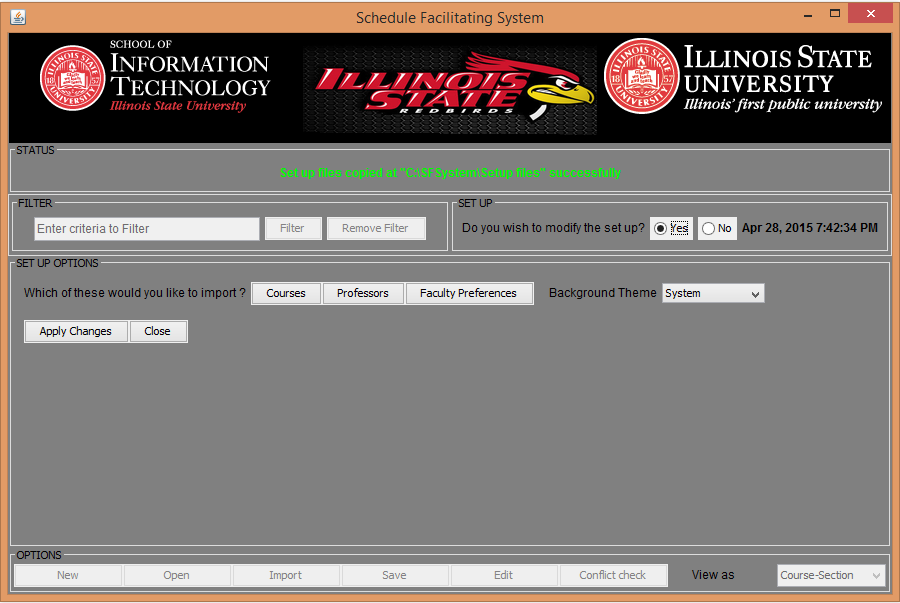 Schedule Facilitating System
SCHOOL OF
INFORMATION
TECHNOLOGY
Illinois State University
ILLINOIS
STATE
REDBIRDS
ILLINOIS STATE
UNIVERSITY
Illinois' first public university
STATUS
Set up files copied at "C:\SFSystem\Setup files" successfully
FILTER
Enter criteria to Filter Filter Remove Filter
SET UP
Do you wish to modify the set up? Yes No Apr 28, 2015 7:42:34 PM
SET UP OPTIONS
Which of these would you like to import ? Courses Professors Faculty Preferences Background Theme System
Apply Changes Close
OPTIONS
New Open Import Save Edit Conflict check View as Course-Section